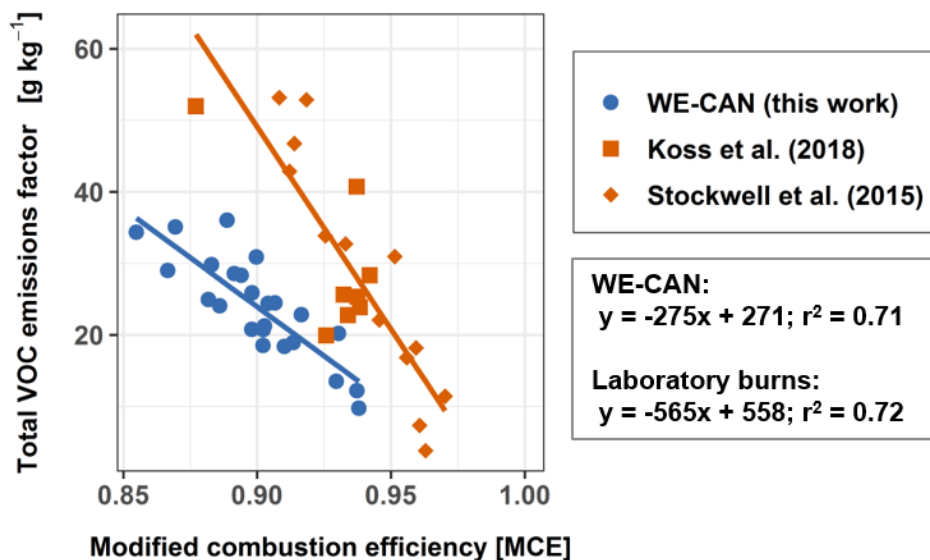 Total VOC emissions factor [g kg⁻¹]
60
40
20
0.85 0.90 0.95 1.00
Modified combustion efficiency [MCE]
WE-CAN (this work)
Koss et al. (2018)
Stockwell et al. (2015)
WE-CAN:
y = -275x + 271; r² = 0.71
Laboratory burns:
y = -565x + 558; r² = 0.72